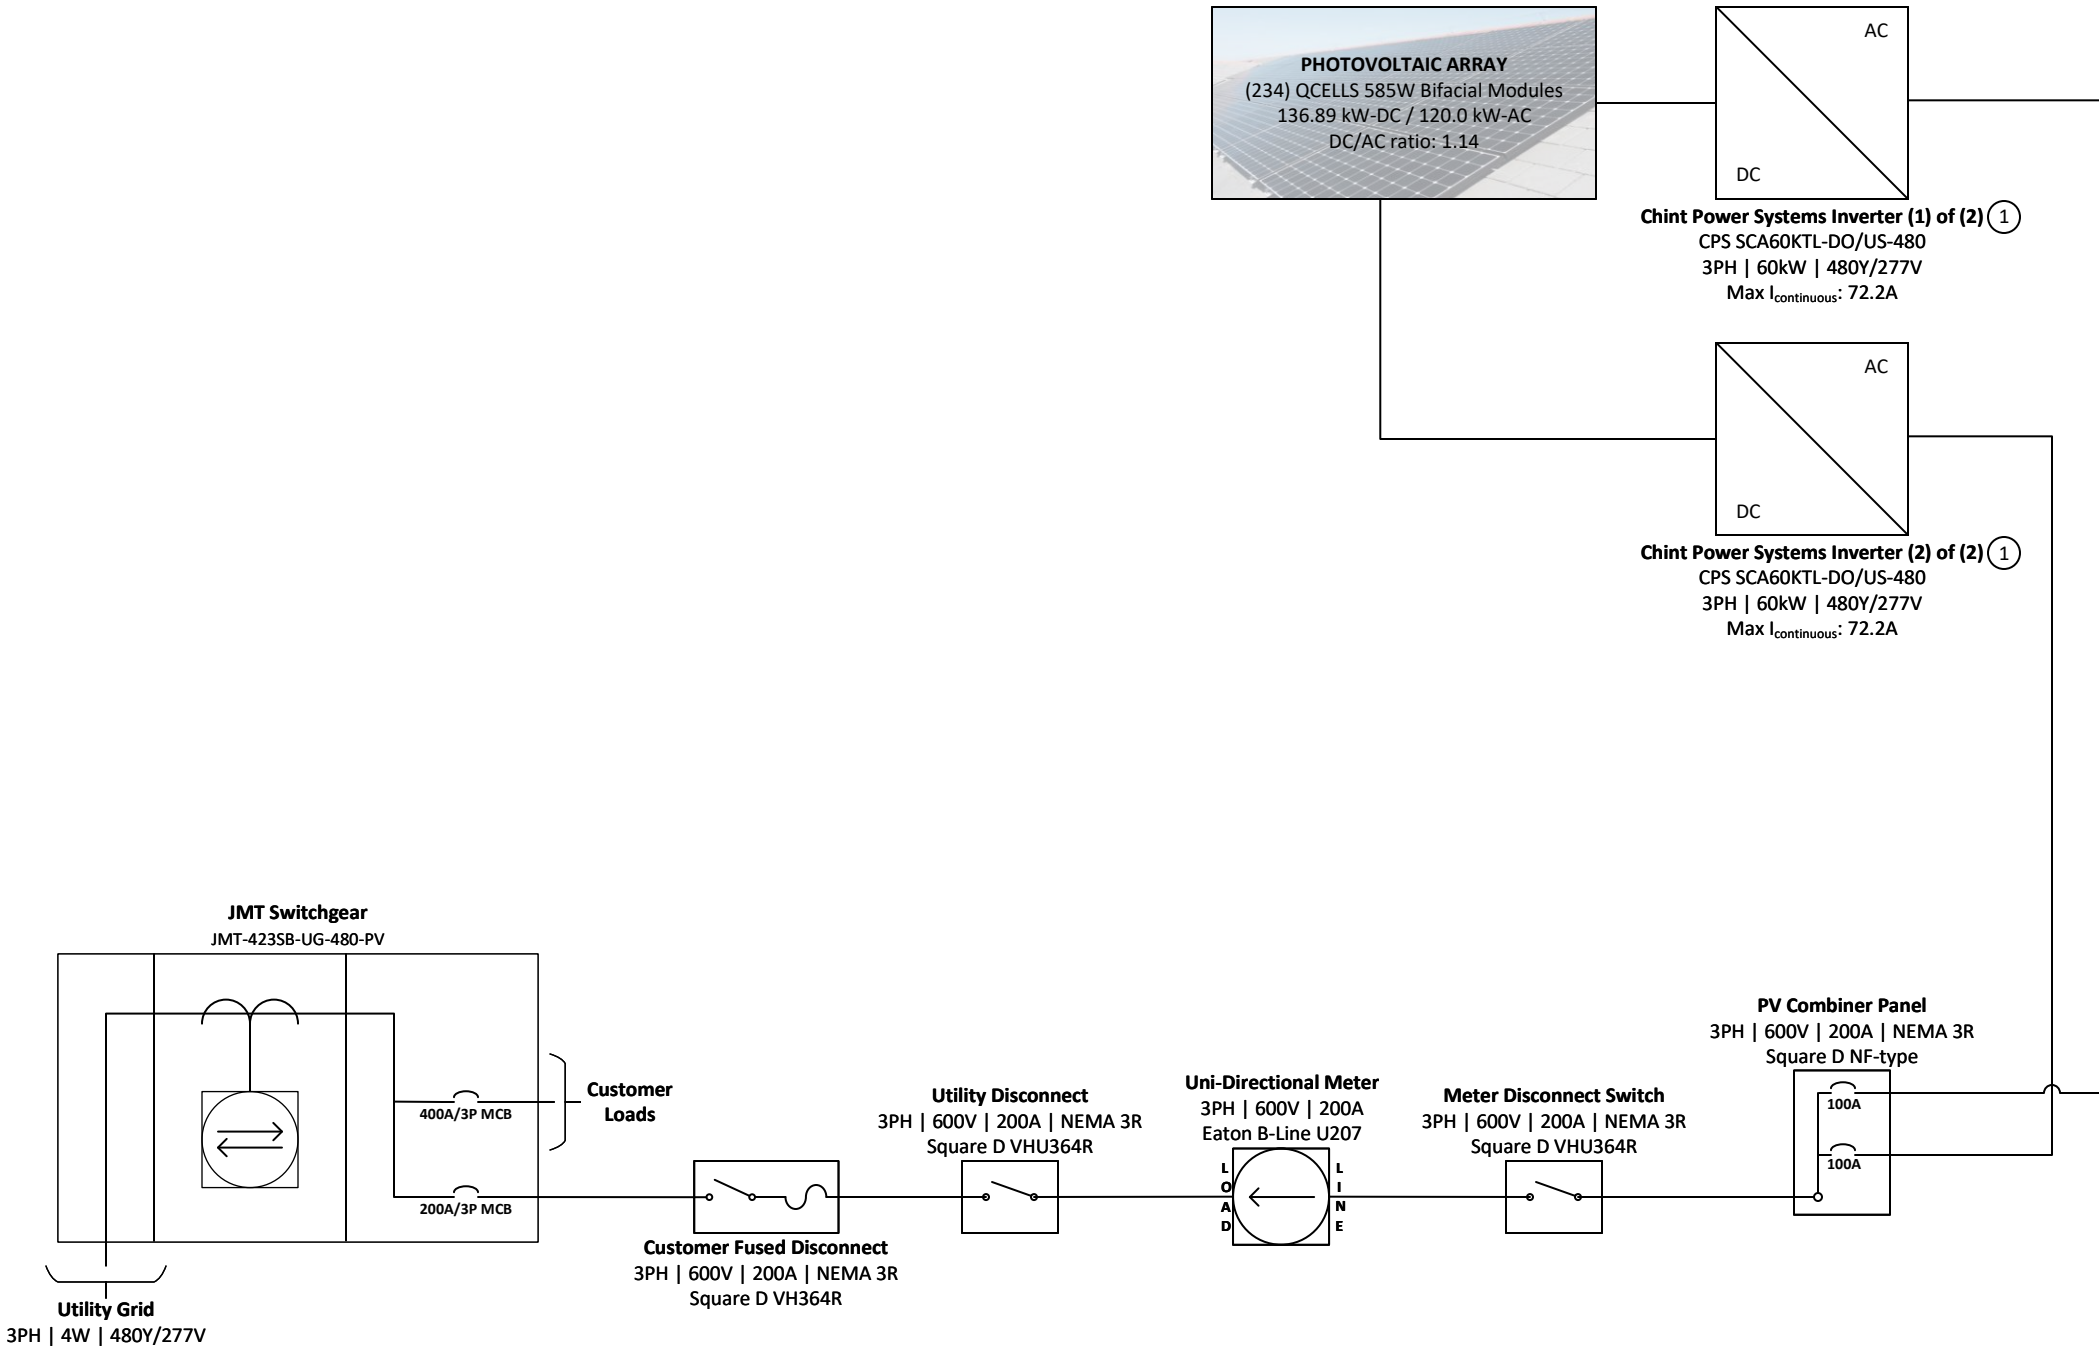 PHOTOVOLTAIC ARRAY
(234) QCELLS 585W Bifacial Modules
136.89 kW-DC / 120.0 kW-AC
DC/AC ratio: 1.14
AC
DC
Chint Power Systems Inverter (1) of (2) 1
CPS SCA60KTL-DO/US-480
3PH | 60kW | 480Y/277V
Max Icontinuous: 72.2A
AC
DC
Chint Power Systems Inverter (2) of (2) 1
CPS SCA60KTL-DO/US-480
3PH | 60kW | 480Y/277V
Max Icontinuous: 72.2A
JMT Switchgear
JMT-423SB-UG-480-PV
400A/3P MCB
200A/3P MCB
Customer
Loads
Utility Grid
3PH | 4W | 480Y/277V
Customer Fused Disconnect
3PH | 600V | 200A | NEMA 3R
Square D VH364R
Utility Disconnect
3PH | 600V | 200A | NEMA 3R
Square D VHU364R
Uni-Directional Meter
3PH | 600V | 200A
Eaton B-Line U207
LOAD
LINE
Meter Disconnect Switch
3PH | 600V | 200A | NEMA 3R
Square D VHU364R
PV Combiner Panel
3PH | 600V | 200A | NEMA 3R
Square D NF-type
100A
100A